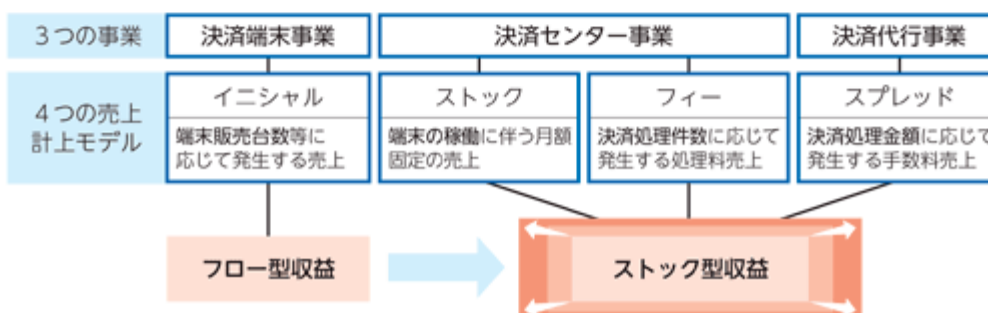 3つの事業
決済端末事業
決済センター事業
決済代行事業
4つの売上
計上モデル
イニシャル
端末販売台数等に
応じて発生する売上
ストック
端末の稼働に伴う月額
固定の売上
フィー
決済処理件数に応じて
発生する処理料売上
スプレッド
決済処理金額に応じて
発生する手数料売上
フロー型収益
ストック型収益